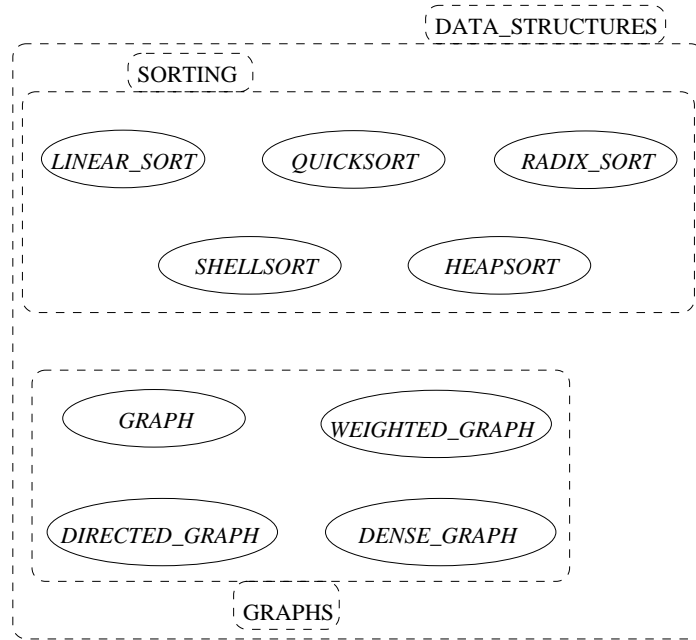 DATA_STRUCTURES
SORTING
LINEAR_SORT
QUICKSORT
RADIX_SORT
SHELLSORT
HEAPSORT
GRAPH
WEIGHTED_GRAPH
DIRECTED_GRAPH
DENSE_GRAPH
GRAPHS